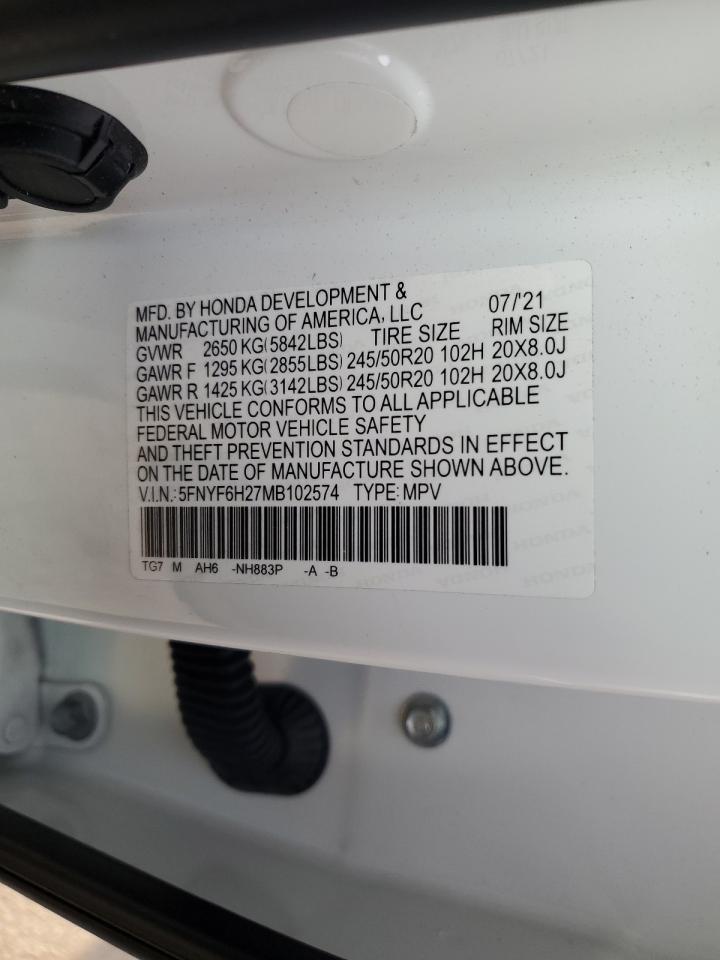 MFD. BY HONDA DEVELOPMENT &
MANUFACTURING OF AMERICA, LLC 07/'21
GVWR 2650 KG(5842LBS) TIRE SIZE RIM SIZE
GAWR F 1295 KG(2855LBS) 245/50R20 102H 20X8.0J
GAWR R 1425 KG(3142LBS) 245/50R20 102H 20X8.0J
THIS VEHICLE CONFORMS TO ALL APPLICABLE
FEDERAL MOTOR VEHICLE SAFETY
AND THEFT PREVENTION STANDARDS IN EFFECT
ON THE DATE OF MANUFACTURE SHOWN ABOVE.
V.I.N.:5FNYF6H27MB102574 TYPE: MPV
TG7 M AH6 -NH883P -A -B